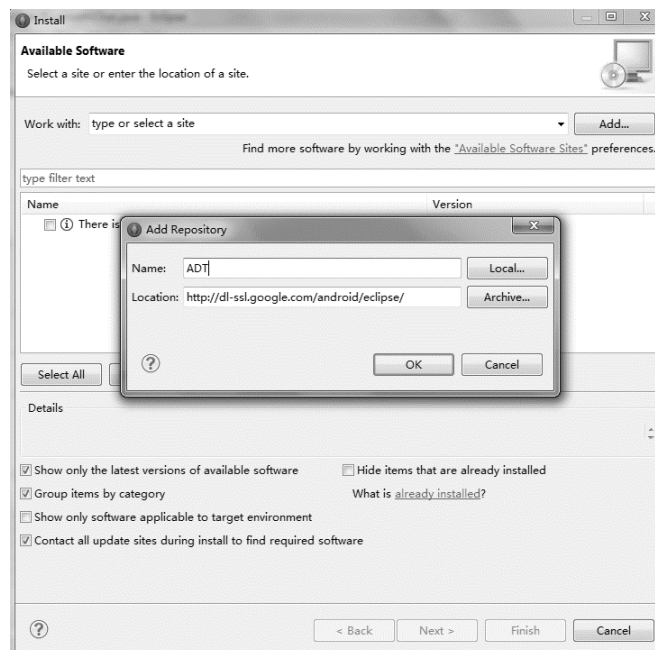 Install
Available Software
Select a site or enter the location of a site.
Work with: type or select a site Add...
Find more software by working with the "Available Software Sites" preferences.
type filter text
Name Version
There is
Add Repository
Name: ADT Local...
Location: http://dl-ssl.google.com/android/eclipse/ Archive...
OK Cancel
Select All
Details
Show only the latest versions of available software Hide items that are already installed
Group items by category What is already installed?
Show only software applicable to target environment
Contact all update sites during install to find required software
< Back Next > Finish Cancel